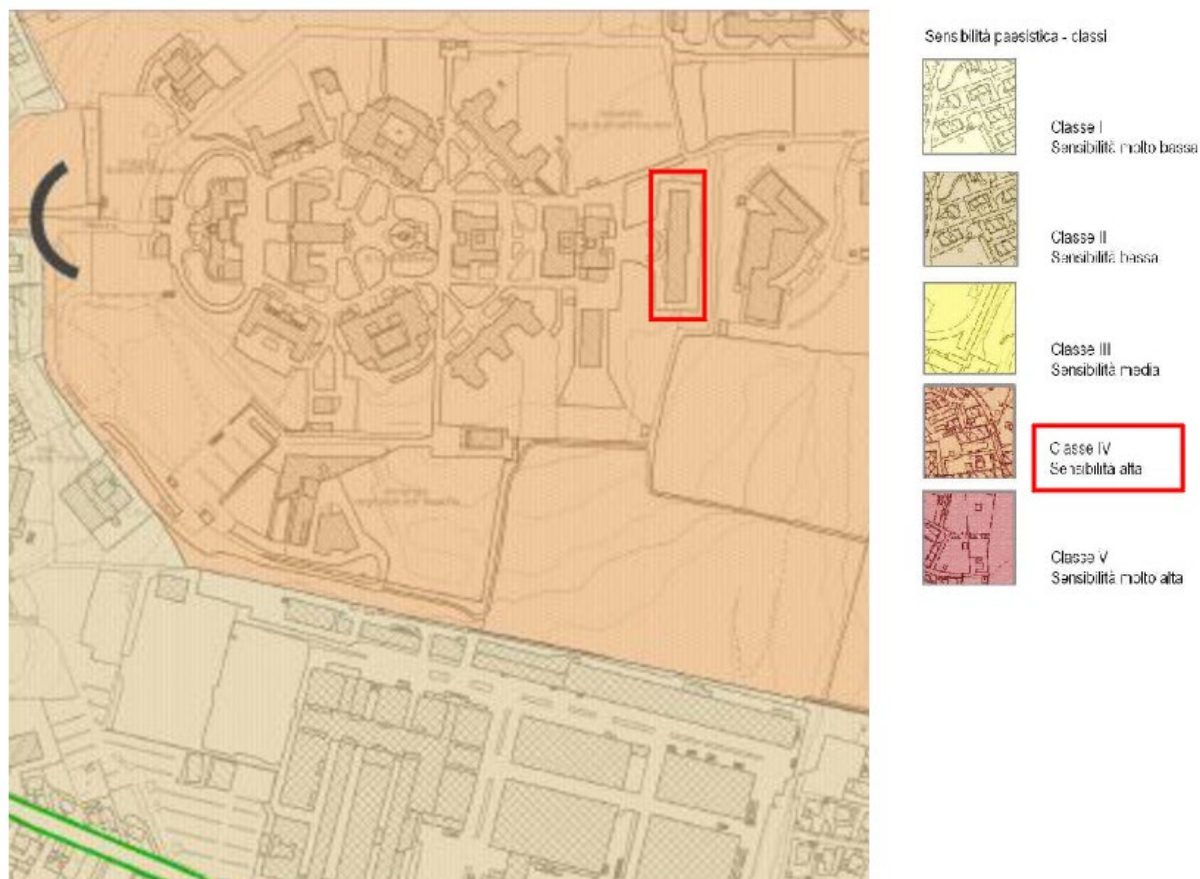 Sensibilità paesistica - classi
Classe I
Sensibilità molto bassa
Classe II
Sensibilità bassa
Classe III
Sensibilità media
Classe IV
Sensibilità alta
Classe V
Sensibilità molto alta